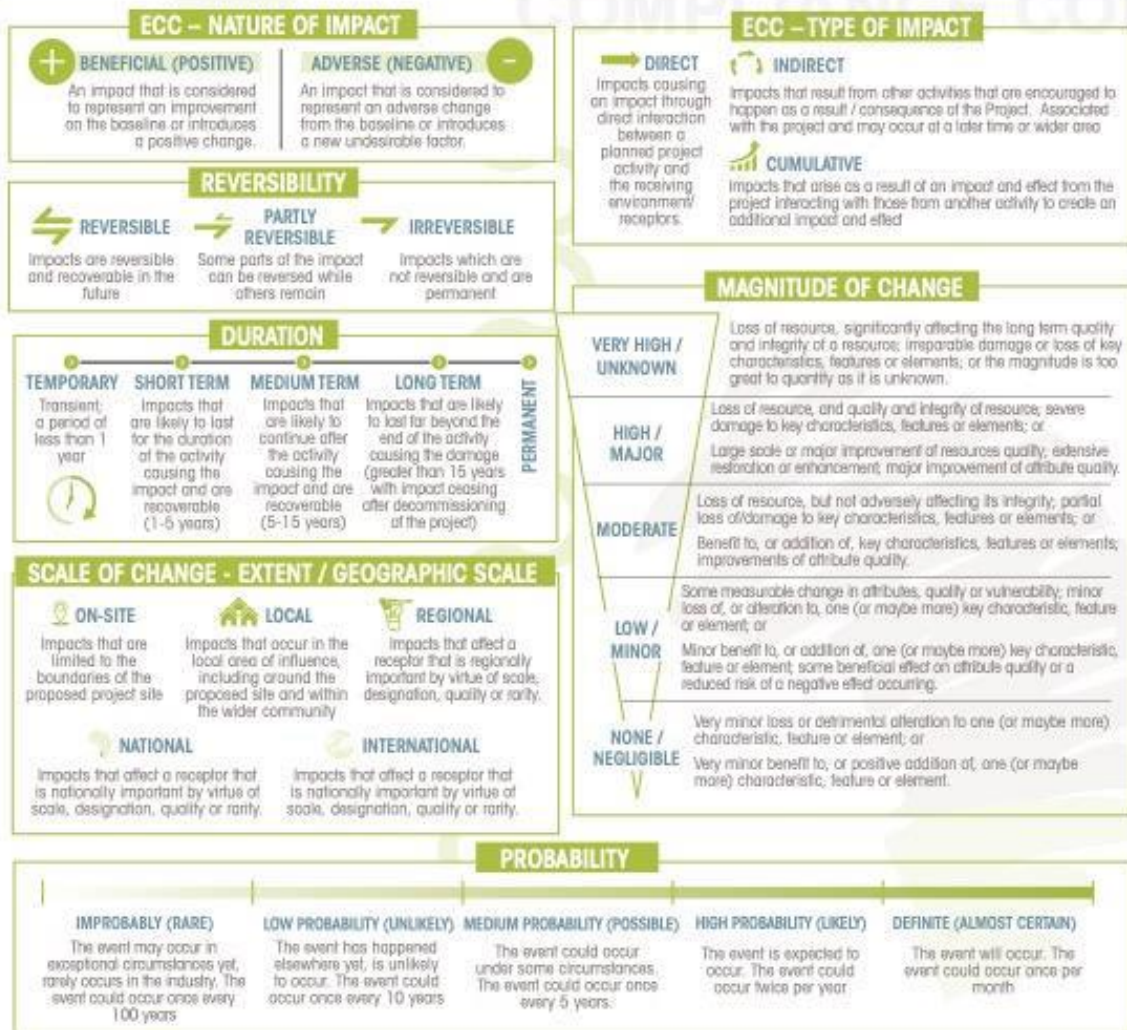 COMPLIANCE CO
ECC – NATURE OF IMPACT
+ BENEFICIAL (POSITIVE)
An impact that is considered
to represent an improvement
on the baseline or introduces
a positive change.
ADVERSE (NEGATIVE) -
An impact that is considered to
represent an adverse change
from the baseline or introduces
a new undesirable factor.
ECC – TYPE OF IMPACT
DIRECT
Impacts causing
an impact through
direct interaction
between a
planned project
activity and
the receiving
environment/
receptors.
INDIRECT
Impacts that result from other activities that are encouraged to
happen as a result / consequence of the Project. Associated
with the project and may occur at a later time or wider area
CUMULATIVE
Impacts that arise as a result of an impact and effect from the
project interacting with those from another activity to create an
additional impact and effect
REVERSIBILITY
REVERSIBLE
Impacts are reversible
and recoverable in the
future
PARTLY
REVERSIBLE
Some parts of the impact
can be reversed while
others remain
IRREVERSIBLE
Impacts which are
not reversible and are
permanent
DURATION
TEMPORARY
Transient;
a period of
less than 1
year
SHORT TERM
Impacts that
are likely to last
for the duration
of the activity
causing the
impact and are
recoverable
(1-5 years)
MEDIUM TERM
Impacts that
are likely to
continue after
the activity
causing the
impact and are
recoverable
(5-15 years)
LONG TERM
Impacts that are likely
to last far beyond the
end of the activity
causing the damage
(greater than 15 years
with impact ceasing
after decommissioning
of the project)
PERMANENT
MAGNITUDE OF CHANGE
VERY HIGH /
UNKNOWN
Loss of resource, significantly affecting the long term quality
and integrity of a resource; irreparable damage or loss of key
characteristics, features or elements; or the magnitude is too
great to quantify as it is unknown.
HIGH /
MAJOR
Loss of resource, and quality and integrity of resource; severe
damage to key characteristics, features or elements; or
Large scale or major improvement of resources quality; extensive
restoration or enhancement; major improvement of attribute quality.
MODERATE
Loss of resource, but not adversely affecting its integrity; partial
loss of/damage to key characteristics, features or elements; or
Benefit to, or addition of, key characteristics, features or elements;
improvements of attribute quality.
LOW /
MINOR
Some measurable change in attributes, quality or vulnerability; minor
loss of, or alteration to, one (or maybe more) key characteristic, feature
or element; or
Minor benefit to, or addition of, one (or maybe more) key characteristic,
feature or element; some beneficial effect on attribute quality or a
reduced risk of a negative effect occurring.
NONE /
NEGLIGIBLE
Very minor loss or detrimental alteration to one (or maybe more)
characteristic, feature or element; or
Very minor benefit to, or positive addition of, one (or maybe
more) characteristic, feature or element.
SCALE OF CHANGE - EXTENT / GEOGRAPHIC SCALE
ON-SITE
Impacts that are
limited to the
boundaries of the
proposed project site
LOCAL
Impacts that occur in the
local area of influence,
including around the
proposed site and within
the wider community
REGIONAL
Impacts that affect a
receptor that is regionally
important by virtue of scale,
designation, quality or rarity.
NATIONAL
Impacts that affect a receptor that
is nationally important by virtue of
scale, designation, quality or rarity.
INTERNATIONAL
Impacts that affect a receptor that
is nationally important by virtue of
scale, designation, quality or rarity.
PROBABILITY
IMPROBABLY (RARE)
The event may occur in
exceptional circumstances yet,
rarely occurs in the industry. The
event could occur once every
100 years
LOW PROBABILITY (UNLIKELY)
The event has happened
elsewhere yet, is unlikely
to occur. The event could
occur once every 10 years
MEDIUM PROBABILITY (POSSIBLE)
The event could occur
under some circumstances.
The event could occur once
every 5 years.
HIGH PROBABILITY (LIKELY)
The event is expected to
occur. The event could
occur twice per year
DEFINITE (ALMOST CERTAIN)
The event will occur. The
event could occur once per
month